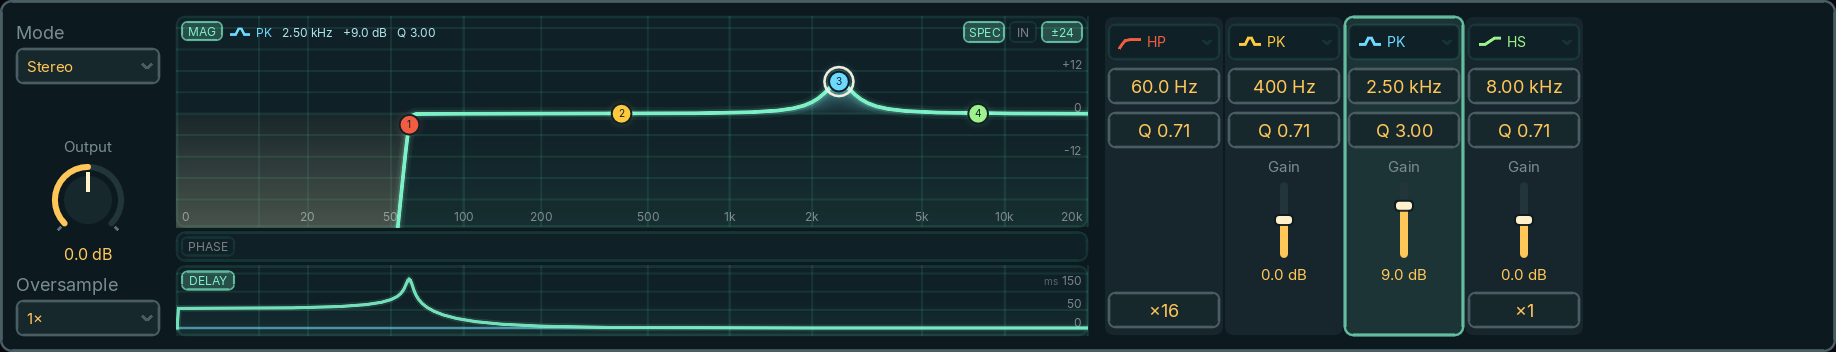 Mode
Stereo
Output
0.0 dB
Oversample
1×
MAG PK 2.50 kHz +9.0 dB Q 3.00 SPEC IN ±24
+12
0
-12
1 2 3 4
0 20 50 100 200 500 1k 2k 5k 10k 20k
PHASE
DELAY
ms 150
50
0
HP PK PK HS
60.0 Hz 400 Hz 2.50 kHz 8.00 kHz
Q 0.71 Q 0.71 Q 3.00 Q 0.71
Gain Gain Gain
0.0 dB 9.0 dB 0.0 dB
×16 ×1